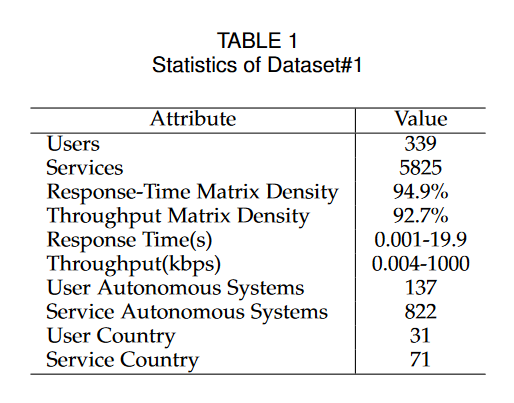 TABLE 1
Statistics of Dataset#1
Attribute Value
Users 339
Services 5825
Response-Time Matrix Density 94.9%
Throughput Matrix Density 92.7%
Response Time(s) 0.001-19.9
Throughput(kbps) 0.004-1000
User Autonomous Systems 137
Service Autonomous Systems 822
User Country 31
Service Country 71